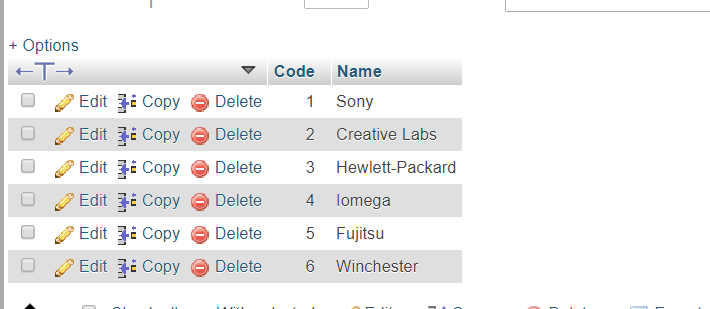 + Options
Code Name
Edit Copy Delete 1 Sony
Edit Copy Delete 2 Creative Labs
Edit Copy Delete 3 Hewlett-Packard
Edit Copy Delete 4 Iomega
Edit Copy Delete 5 Fujitsu
Edit Copy Delete 6 Winchester